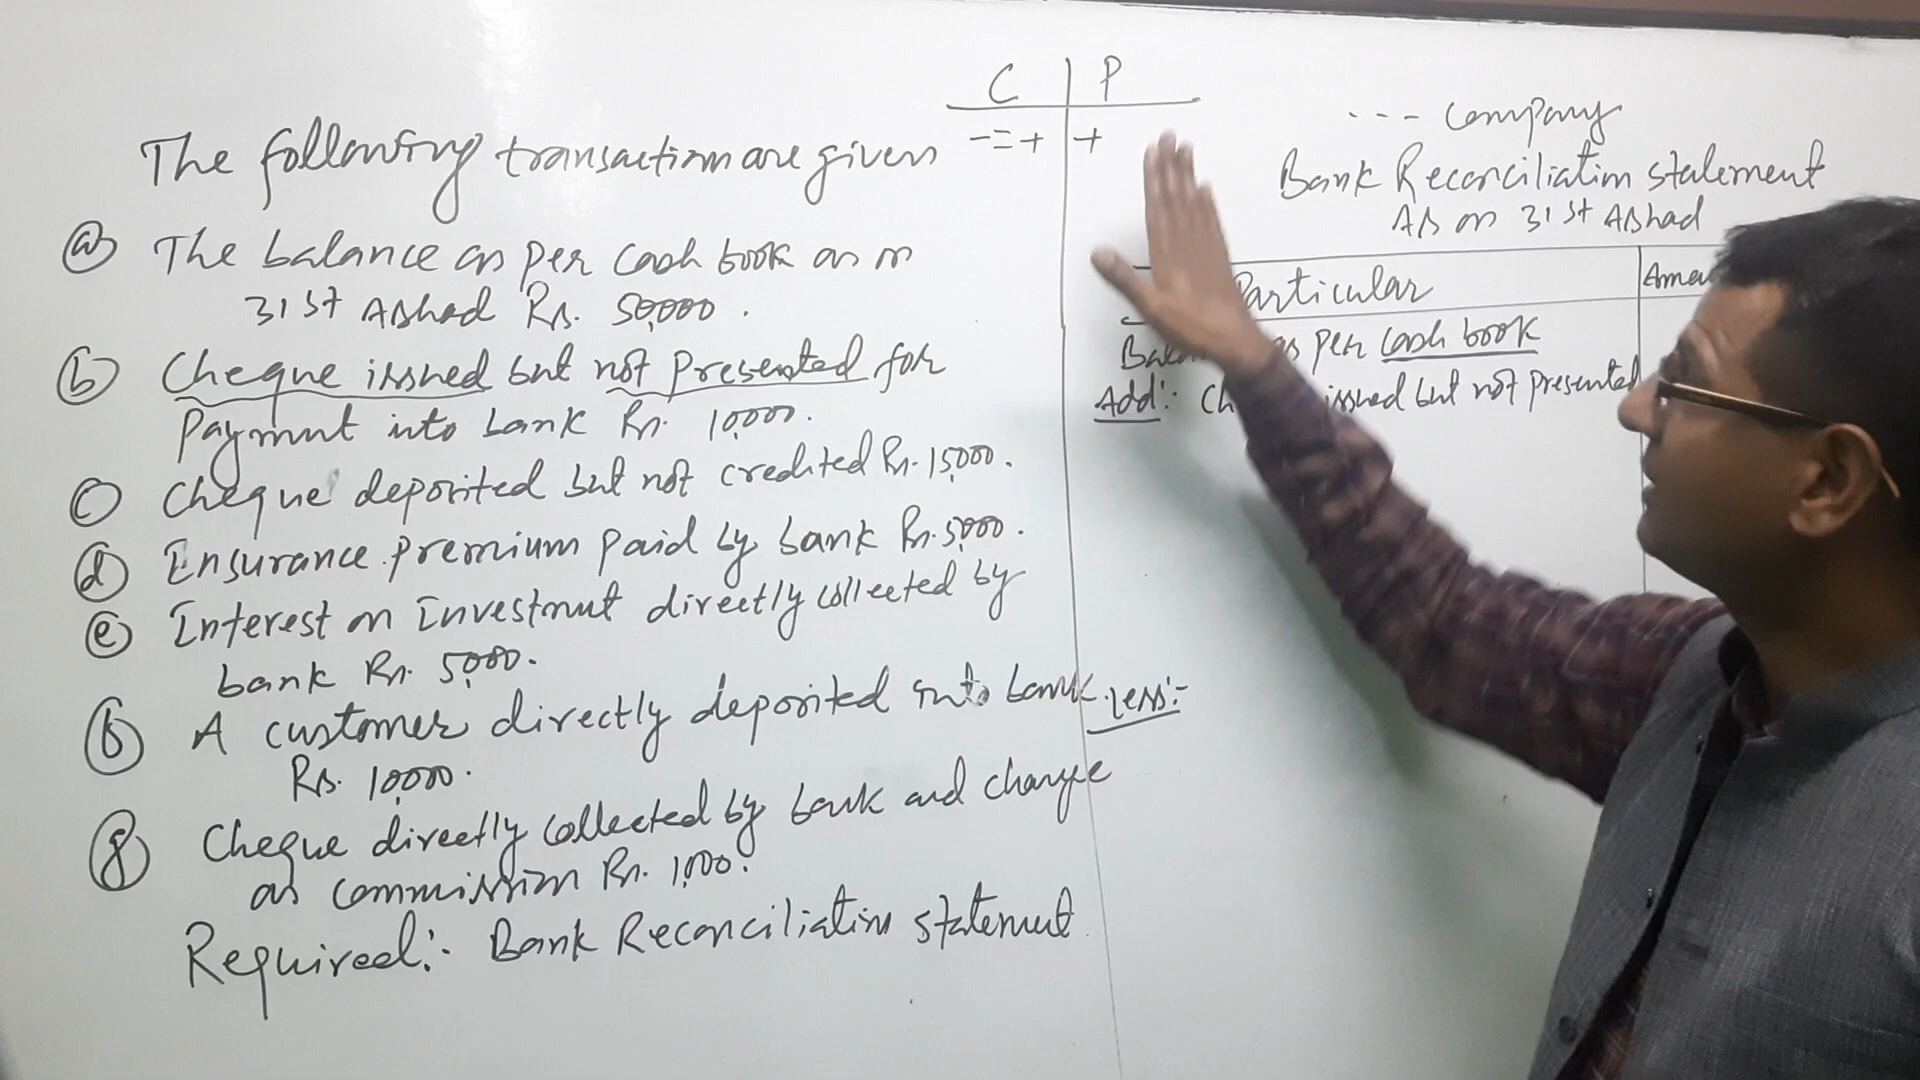 C | P
- = + | +
The following transaction are given
(a) The balance as per cash book as on
31st Ashad Rs. 50,000.
(b) Cheque issued but not presented for
Payment into bank Rs. 10,000.
(c) Cheque deposited but not credited Rs. 15,000.
(d) Ensurance premium paid by bank Rs. 5,000.
(e) Interest on Investment directly collected by
bank Rs. 5,000.
(f) A customer directly deposited into bank
Rs. 10,000.
(g) Cheque directly collected by bank and charge
as commission Rs. 1,000.
Required:- Bank Reconciliation statement
--- Company
Bank Reconciliation statement
As on 31st Ashad
Particular
as per cash book
Add:- issued but not presented
Less:-